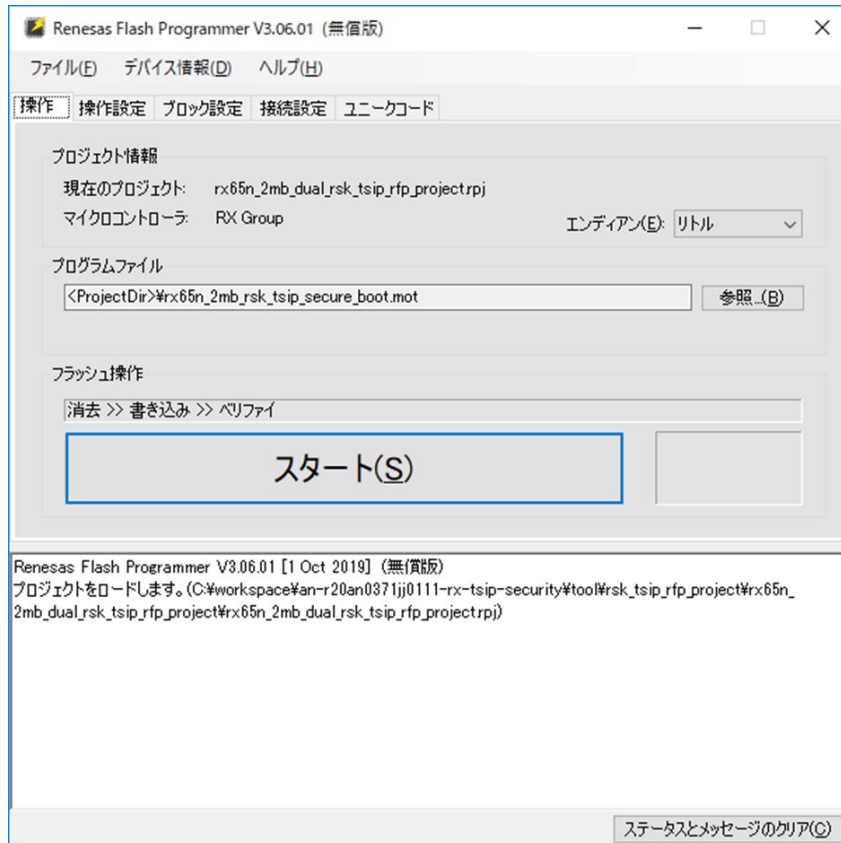 Renesas Flash Programmer V3.06.01 (無償版)
ファイル(F) デバイス情報(D) ヘルプ(H)
操作 操作設定 ブロック設定 接続設定 ユニークコード
プロジェクト情報
現在のプロジェクト: rx65n_2mb_dual_rsk_tsip_rfp_project.rpj
マイクロコントローラ: RX Group エンディアン(E): リトル
プログラムファイル
<ProjectDir>¥rx65n_2mb_rsk_tsip_secure_boot.mot 参照...(B)
フラッシュ操作
消去 >> 書き込み >> ベリファイ
スタート(S)
Renesas Flash Programmer V3.06.01 [1 Oct 2019] (無償版)
プロジェクトをロードします。(C:¥workspace¥an-r20an0371jj0111-rx-tsip-security¥tool¥rsk_tsip_rfp_project¥rx65n_
2mb_dual_rsk_tsip_rfp_project¥rx65n_2mb_dual_rsk_tsip_rfp_project.rpj)
ステータスとメッセージのクリア(C)